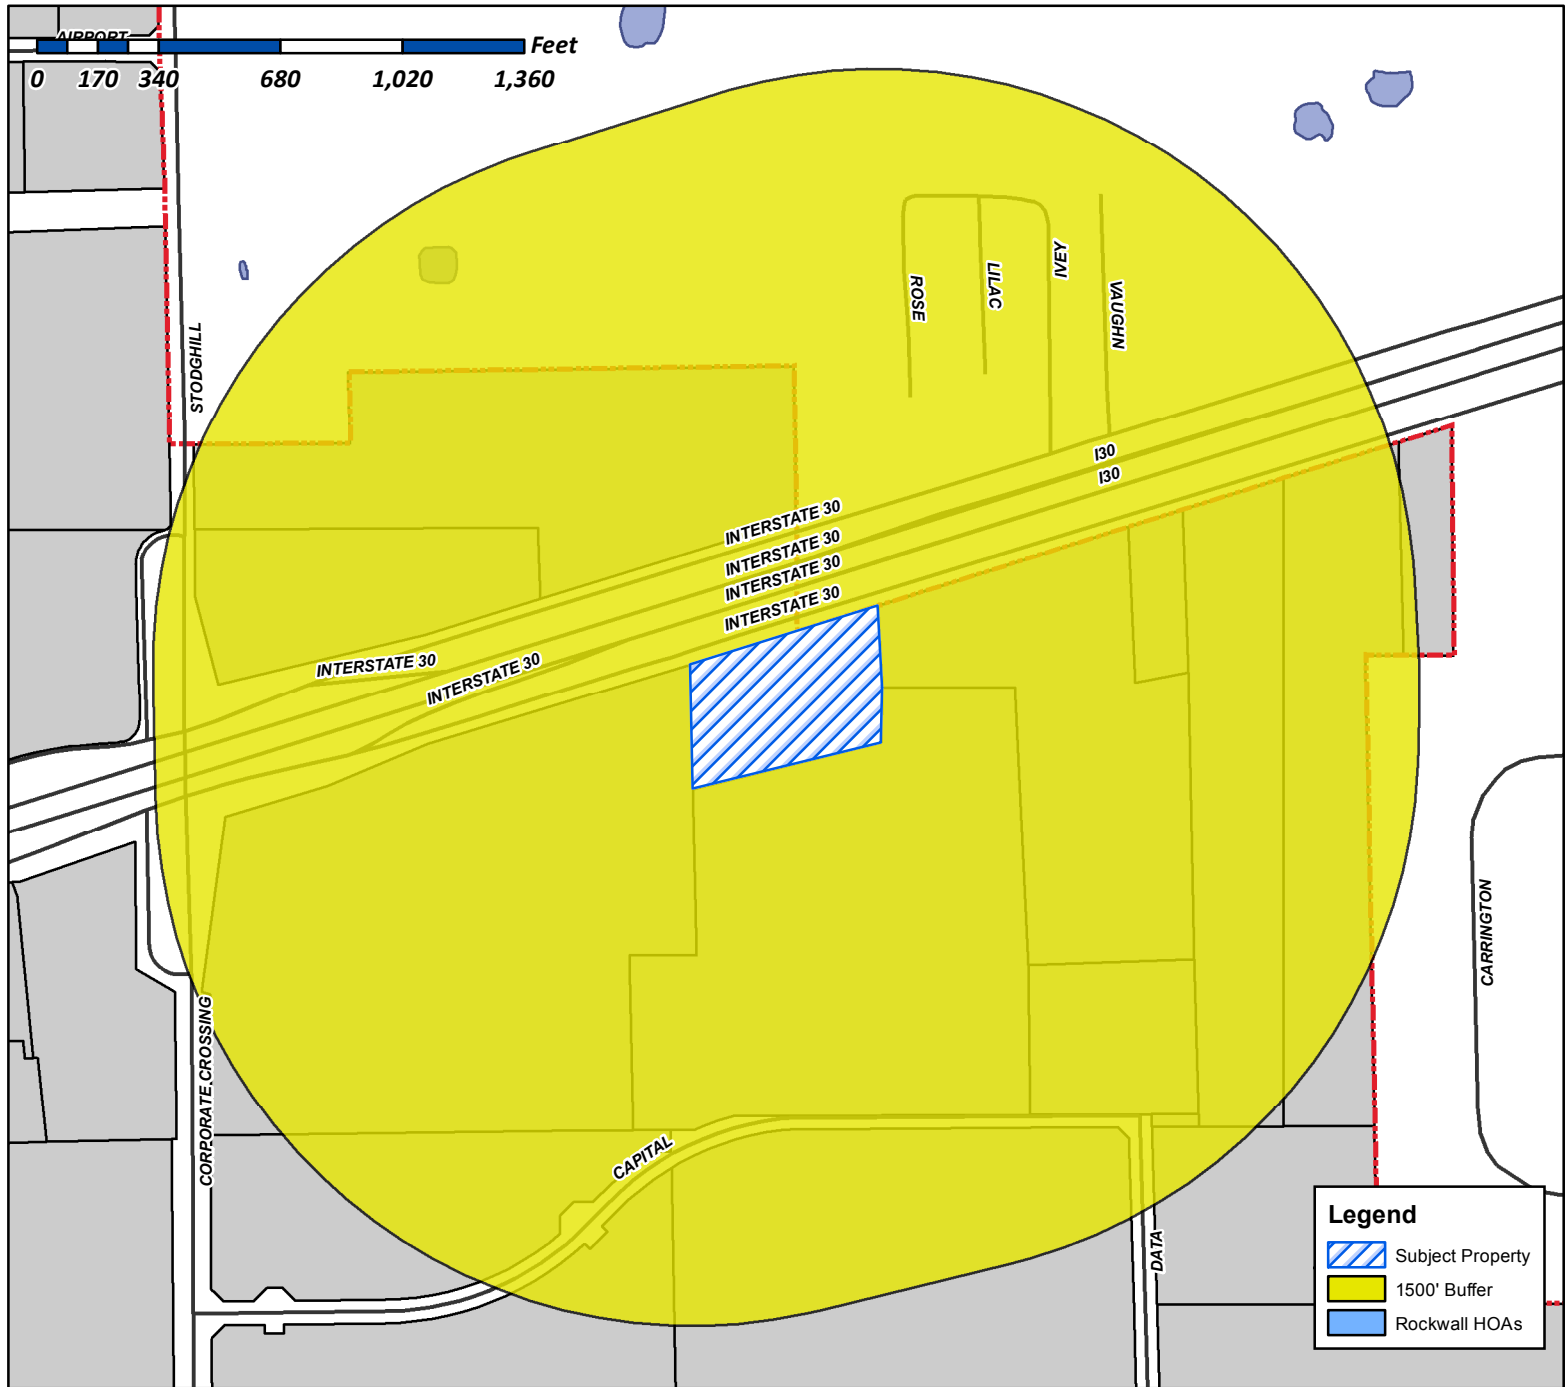 AIRPORT
Feet
0 170 340 680 1,020 1,360
STODGHILL
ROSE
LILAC
IVEY
VAUGHN
I30
I30
INTERSTATE 30
INTERSTATE 30
INTERSTATE 30
INTERSTATE 30
INTERSTATE 30
INTERSTATE 30
CARRINGTON
CORPORATE CROSSING
CAPITAL
DATA
Legend
Subject Property
1500' Buffer
Rockwall HOAs